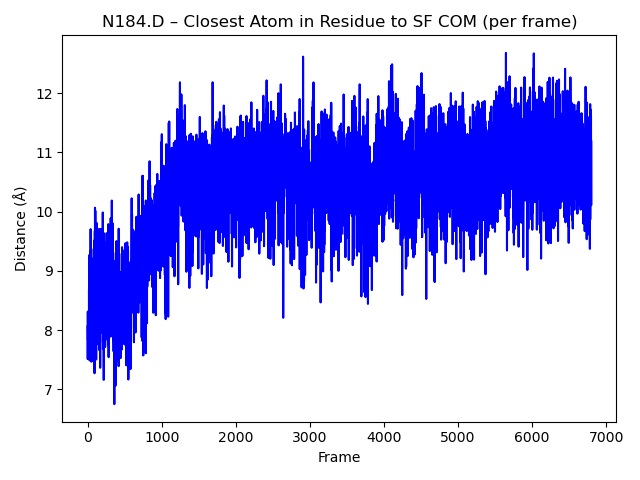 N184.D – Closest Atom in Residue to SF COM (per frame)
12
11
10
9
8
7
Distance (Å)
0 1000 2000 3000 4000 5000 6000 7000
Frame